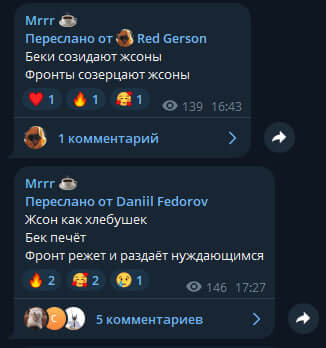 Mrrr ☕
Переслано от Red Gerson
Беки созидают жсоны
Фронты созерцают жсоны
❤️ 1 🔥 1 🥰 1 139 16:43
1 комментарий
Mrrr ☕
Переслано от Daniil Fedorov
Жсон как хлебушек
Бек печёт
Фронт режет и раздаёт нуждающимся
🔥 2 🥰 2 😢 1 146 17:27
5 комментариев